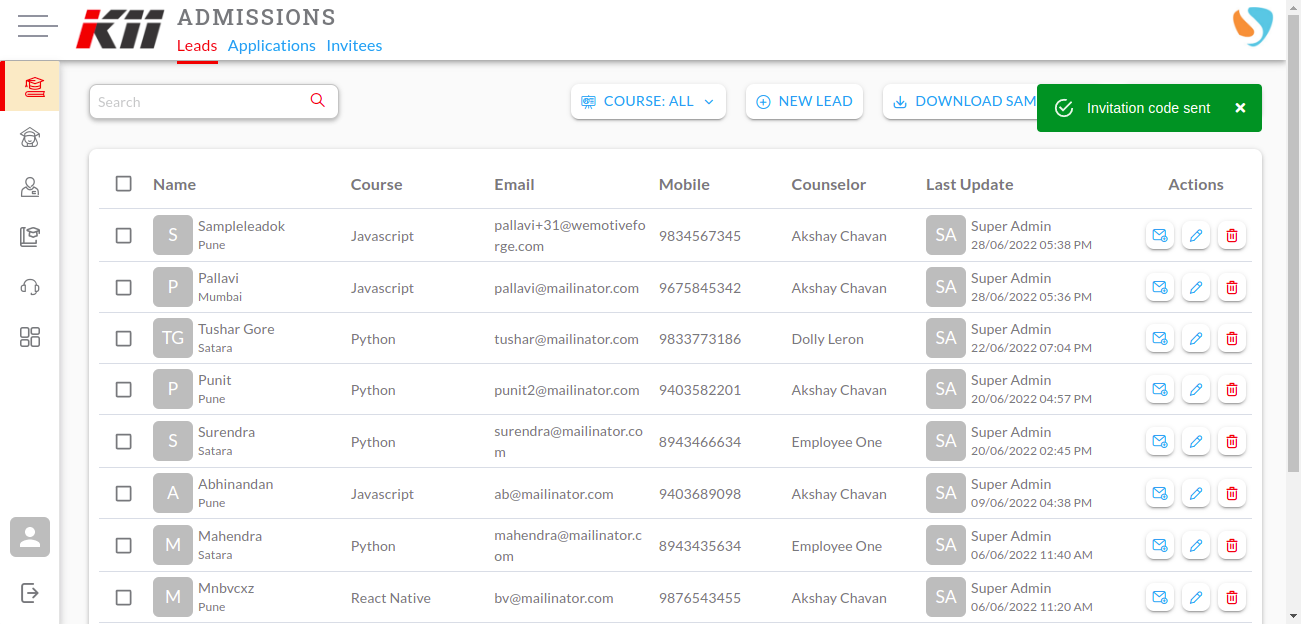 KII
ADMISSIONS
Leads Applications Invitees
Search
COURSE: ALL
NEW LEAD
DOWNLOAD SAM
Invitation code sent
Name Course Email Mobile Counselor Last Update Actions
S Sampleleadok Pune Javascript pallavi+31@wemotivefo
rge.com 9834567345 Akshay Chavan SA Super Admin 28/06/2022 05:38 PM
P Pallavi Mumbai Javascript pallavi@mailinator.com 9675845342 Akshay Chavan SA Super Admin 28/06/2022 05:36 PM
TG Tushar Gore Satara Python tushar@mailinator.com 9833773186 Dolly Leron SA Super Admin 22/06/2022 07:04 PM
P Punit Pune Python punit2@mailinator.com 9403582201 Akshay Chavan SA Super Admin 20/06/2022 04:57 PM
S Surendra Satara Python surendra@mailinator.co
m 8943466634 Employee One SA Super Admin 20/06/2022 02:45 PM
A Abhinandan Pune Javascript ab@mailinator.com 9403689098 Akshay Chavan SA Super Admin 09/06/2022 04:38 PM
M Mahendra Satara Python mahendra@mailinator.c
om 8943435634 Employee One SA Super Admin 06/06/2022 11:40 AM
M Mnbvcxz Pune React Native bv@mailinator.com 9876543455 Akshay Chavan SA Super Admin 06/06/2022 11:20 AM